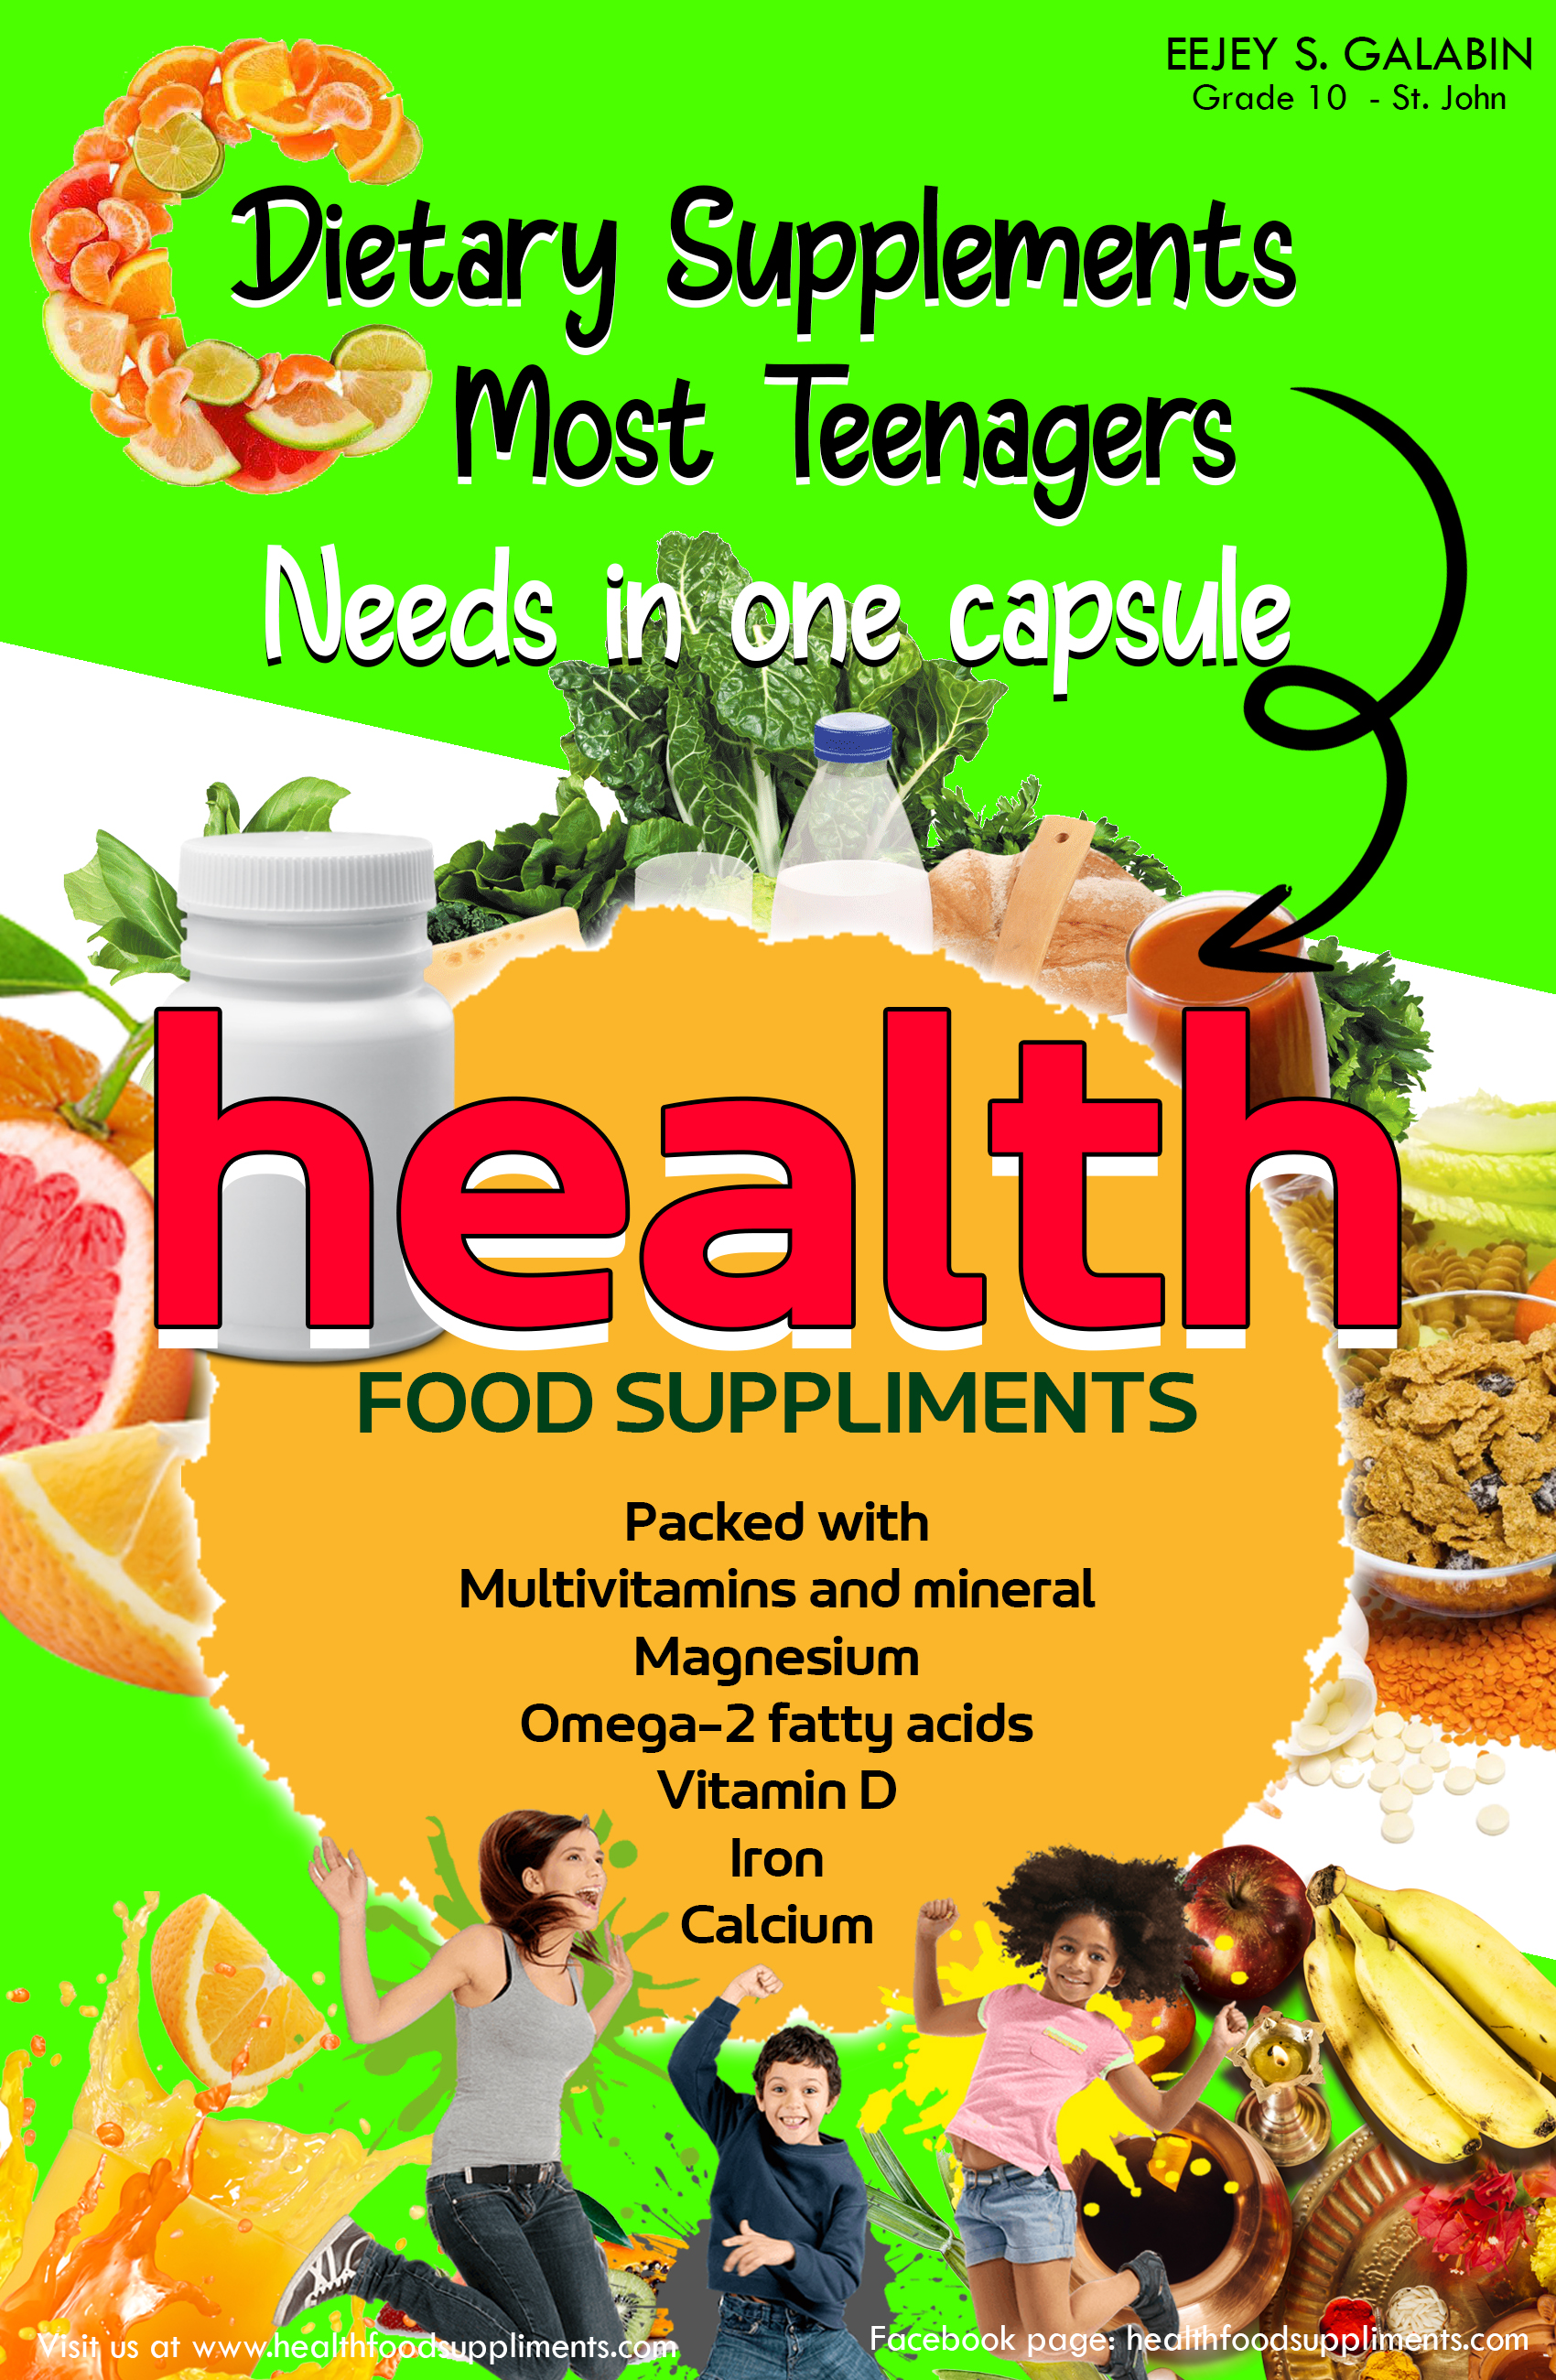 EEJEY S. GALABIN
Grade 10 - St. John
Dietary Supplements
Most Teenagers
Needs in one capsule
health
FOOD SUPPLIMENTS
Packed with
Multivitamins and mineral
Magnesium
Omega-2 fatty acids
Vitamin D
Iron
Calcium
Visit us at www.healthfoodsuppliments.com
Facebook page: healthfoodsuppliments.com